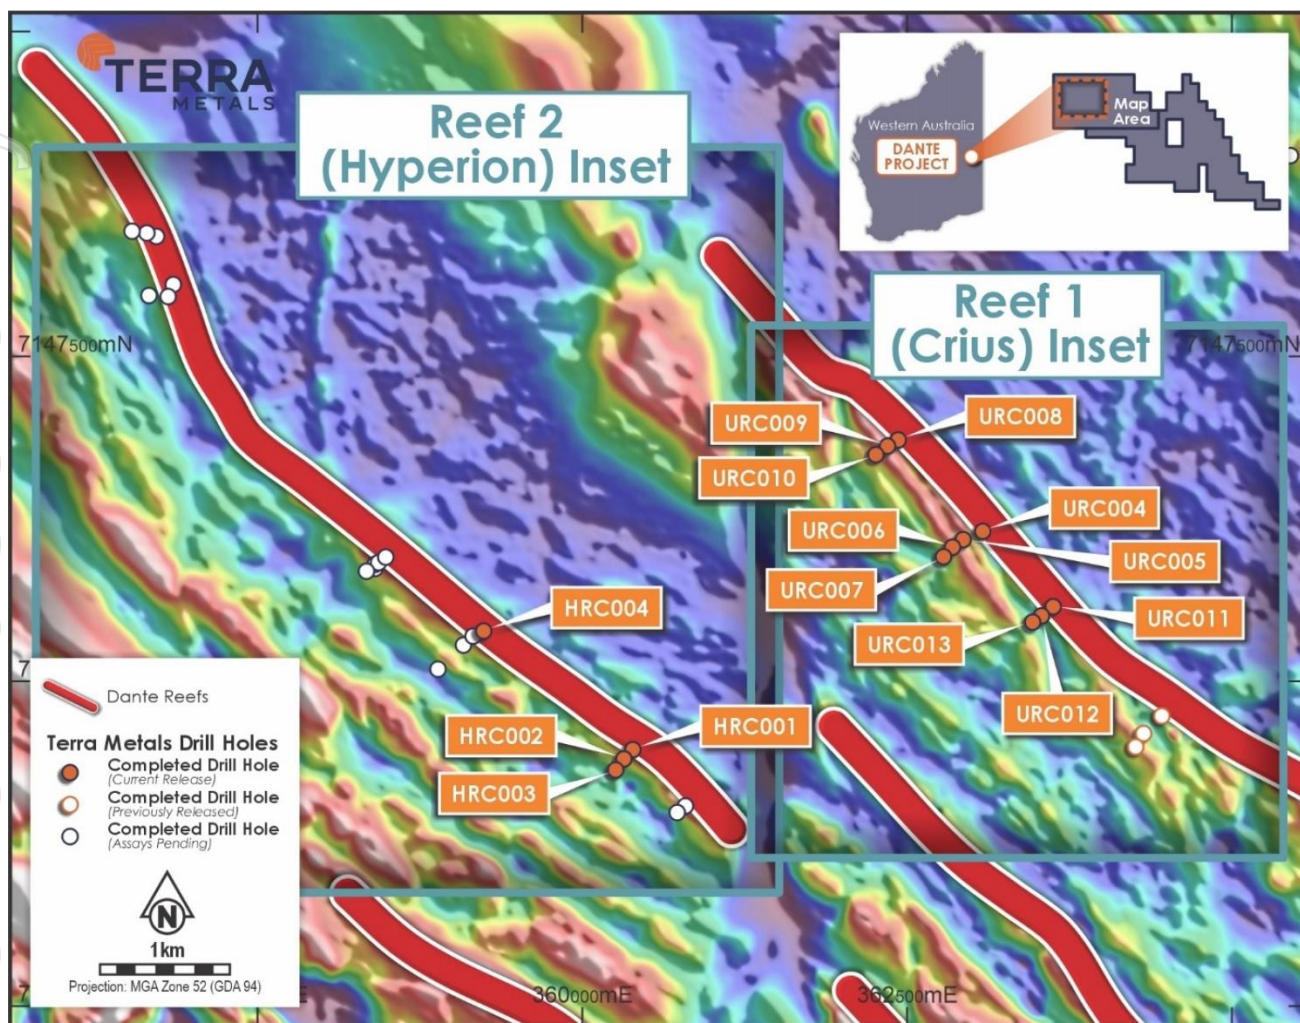 TERRA
METALS
Reef 2
(Hyperion) Inset
Western Australia
DANTE
PROJECT
Map
Area
Reef 1
(Crius) Inset
7147500mN
7147500mN
URC009
URC008
URC010
URC004
URC006
URC005
URC007
HRC004
URC011
URC013
URC012
HRC001
HRC002
HRC003
Dante Reefs
Terra Metals Drill Holes
Completed Drill Hole
(Current Release)
Completed Drill Hole
(Previously Released)
Completed Drill Hole
(Assays Pending)
N
1km
Projection: MGA Zone 52 (GDA 94)
360000mE
362500mE